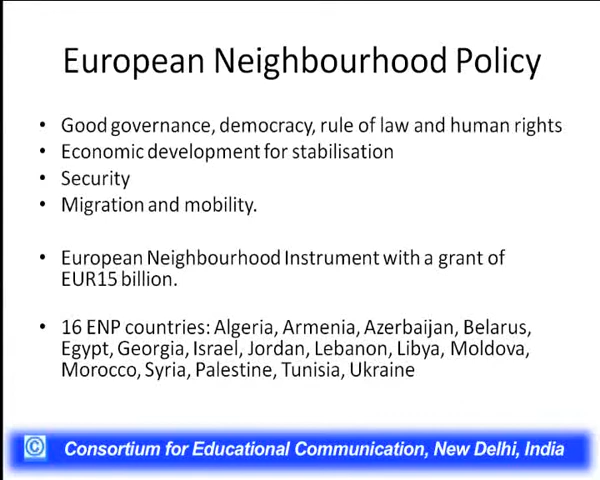 European Neighbourhood Policy
• Good governance, democracy, rule of law and human rights
• Economic development for stabilisation
• Security
• Migration and mobility.
• European Neighbourhood Instrument with a grant of
EUR15 billion.
• 16 ENP countries: Algeria, Armenia, Azerbaijan, Belarus,
Egypt, Georgia, Israel, Jordan, Lebanon, Libya, Moldova,
Morocco, Syria, Palestine, Tunisia, Ukraine
© Consortium for Educational Communication, New Delhi, India